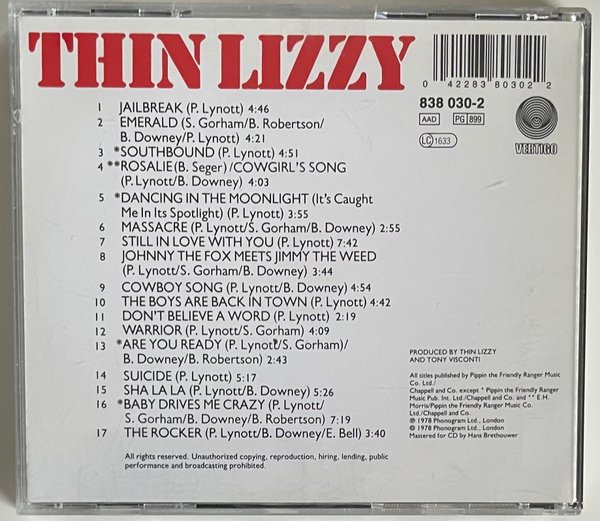 THIN LIZZY
0 42283 80302 2
838 030-2
AAD PG 899
LC 1633
VERTIGO
1 JAILBREAK (P. Lynott) 4:46
2 EMERALD (S. Gorham/B. Robertson/
B. Downey/P. Lynott) 4:21
3 *SOUTHBOUND (P. Lynott) 4:51
4 **ROSALIE (B. Seger) /COWGIRL'S SONG
(P. Lynott/B. Downey) 4:03
5 *DANCING IN THE MOONLIGHT (It's Caught
Me In Its Spotlight) (P. Lynott) 3:55
6 MASSACRE (P. Lynott/S. Gorham/B. Downey) 2:55
7 STILL IN LOVE WITH YOU (P. Lynott) 7:42
8 JOHNNY THE FOX MEETS JIMMY THE WEED
(P. Lynott/S. Gorham/B. Downey) 3:44
9 COWBOY SONG (P. Lynott/B. Downey) 4:54
10 THE BOYS ARE BACK IN TOWN (P. Lynott) 4:42
11 DON'T BELIEVE A WORD (P. Lynott) 2:19
12 WARRIOR (P. Lynott/S. Gorham) 4:09
13 *ARE YOU READY (P. Lynott/S. Gorham)/
B. Downey/B. Robertson) 2:43
14 SUICIDE (P. Lynott) 5:17
15 SHA LA LA (P. Lynott/B. Downey) 5:26
16 *BABY DRIVES ME CRAZY (P. Lynott/
S. Gorham/B. Downey/B. Robertson) 7:19
17 THE ROCKER (P. Lynott/B. Downey/E. Bell) 3:40
All rights reserved. Unauthorized copying, reproduction, hiring, lending, public
performance and broadcasting prohibited.
PRODUCED BY THIN LIZZY
AND TONY VISCONTI
All titles published by Pippin the Friendly Ranger Music
Co. Ltd./
Chappell and Co. except * Pippin the Friendly Ranger
Music Pub. Int. Ltd./Chappell and Co. and ** E.H.
Morris/Pippin the Friendly Ranger Music Co.
Ltd./Chappell and Co.
℗ 1978 Phonogram Ltd., London
© 1978 Phonogram Ltd., London
Mastered for CD by Hans Brethouwer